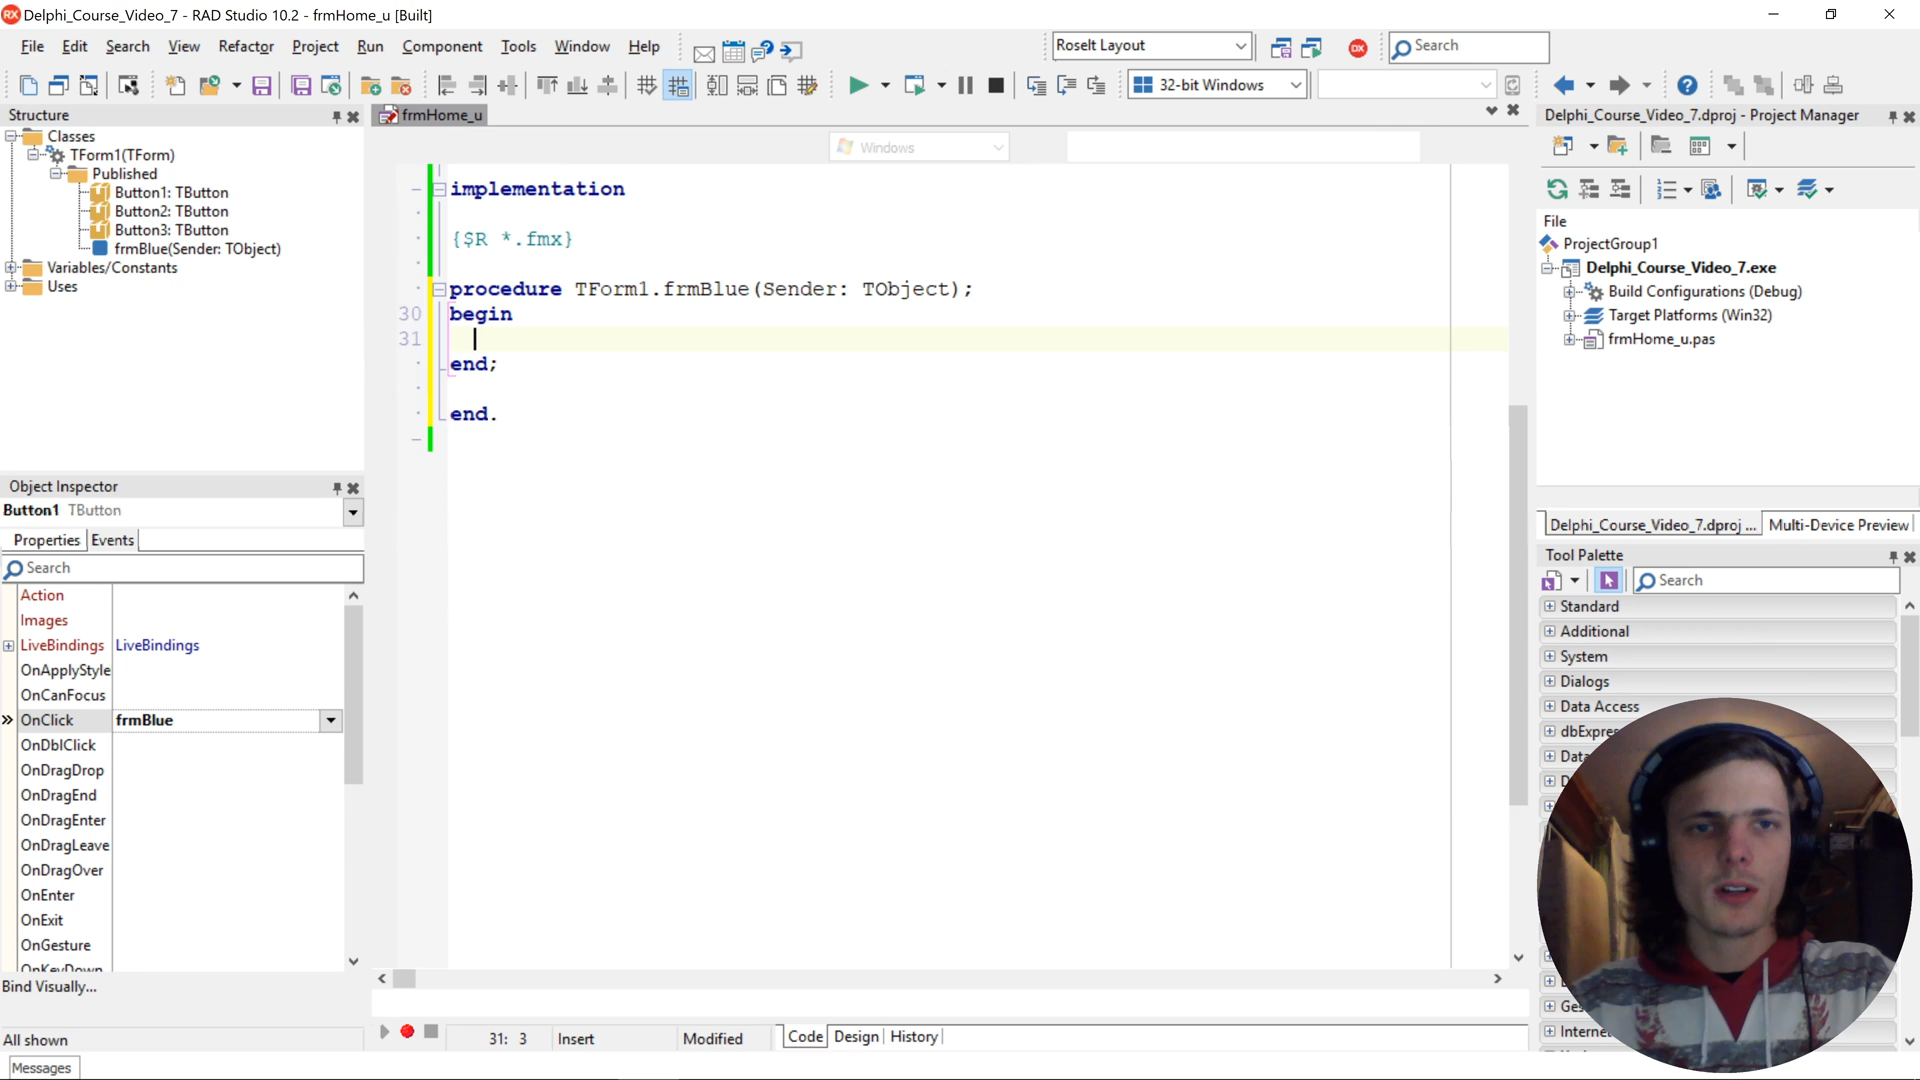 Delphi_Course_Video_7 - RAD Studio 10.2 - frmHome_u [Built]
File Edit Search View Refactor Project Run Component Tools Window Help
Roselt Layout
DX
Search
32-bit Windows
Structure
Classes
TForm1(TForm)
Published
Button1: TButton
Button2: TButton
Button3: TButton
frmBlue(Sender: TObject)
Variables/Constants
Uses
Object Inspector
Button1 TButton
Properties Events
Search
Action
Images
LiveBindings LiveBindings
OnApplyStyle
OnCanFocus
OnClick frmBlue
OnDblClick
OnDragDrop
OnDragEnd
OnDragEnter
OnDragLeave
OnDragOver
OnEnter
OnExit
OnGesture
OnKeyDown
Bind Visually...
All shown
Messages
frmHome_u
Windows
implementation
{$R *.fmx}
procedure TForm1.frmBlue(Sender: TObject);
30 begin
31
end;
end.
31: 3 Insert Modified Code Design History
Delphi_Course_Video_7.dproj - Project Manager
File
ProjectGroup1
Delphi_Course_Video_7.exe
Build Configurations (Debug)
Target Platforms (Win32)
frmHome_u.pas
Delphi_Course_Video_7.dproj ... Multi-Device Preview
Tool Palette
Search
Standard
Additional
System
Dialogs
Data Access